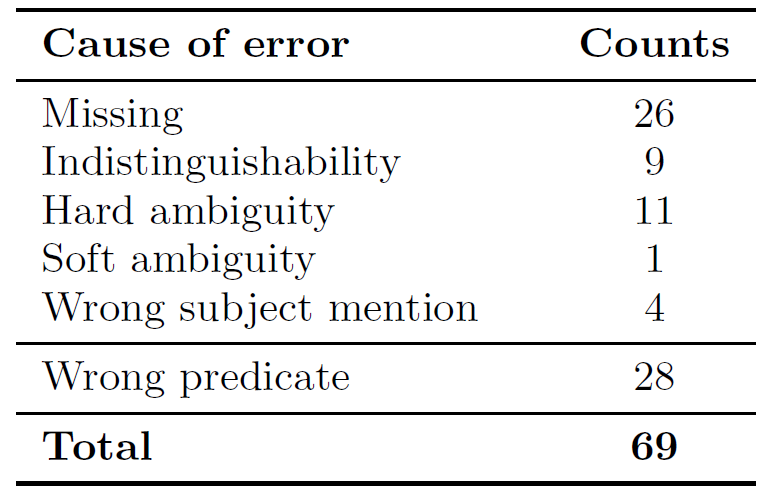 Cause of error Counts
Missing 26
Indistinguishability 9
Hard ambiguity 11
Soft ambiguity 1
Wrong subject mention 4
Wrong predicate 28
Total 69